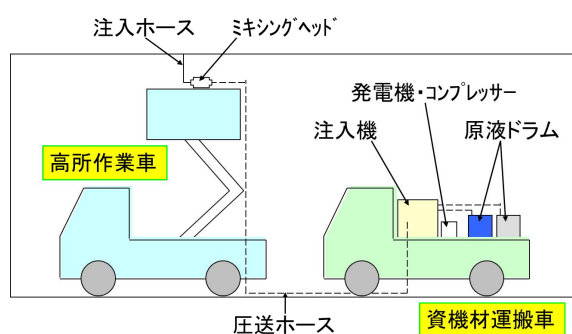 注入ホース
ﾐｷｼﾝｸﾞﾍｯﾄﾞ
発電機・ｺﾝﾌﾟﾚｯｻｰ
注入機
原液ドラム
高所作業車
圧送ホース
資機材運搬車